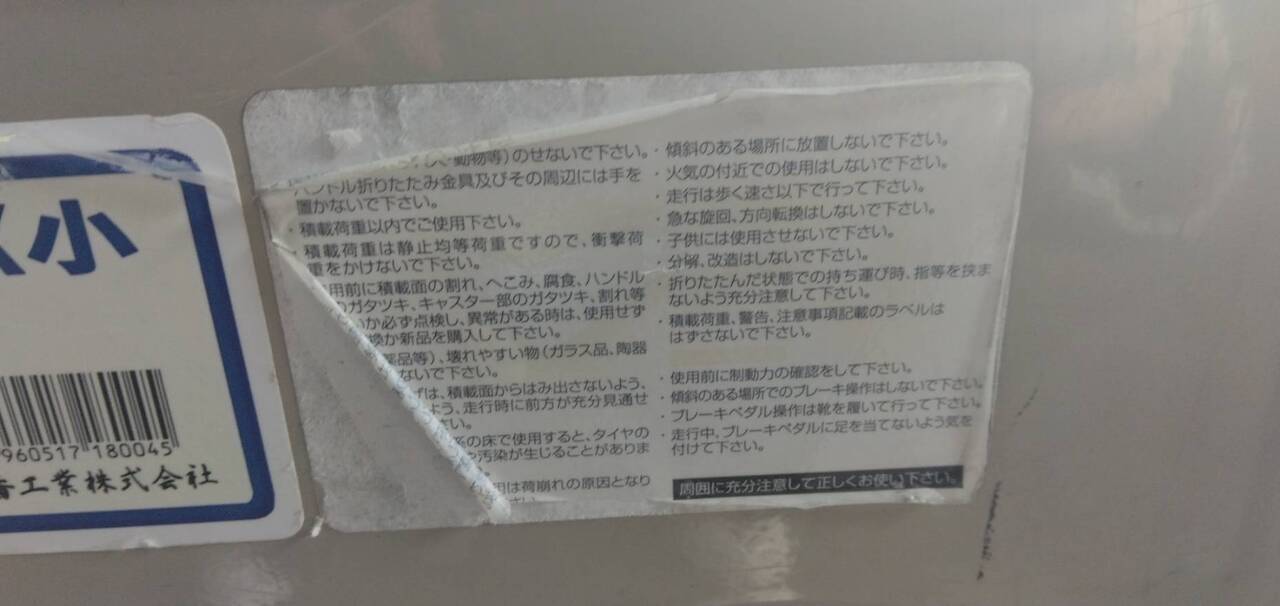 小
960517 180045
工業株式会社
動物等)のせないで下さい。
ハンドル折りたたみ金具及びその周辺には手を
置かないで下さい。
・積載荷重以内でご使用下さい。
・積載荷重は静止均等荷重ですので、衝撃荷
重をかけないで下さい。
用前に積載面の割れ、へこみ、腐食、ハンドル
のガタツキ、キャスター部のガタツキ、割れ等
いか必ず点検し、異常がある時は、使用せず
換か新品を購入して下さい。
薬品等)、壊れやすい物(ガラス品、陶器
ないで下さい。
げは、積載面からはみ出さないよう、
よう、走行時に前方が充分見通せ
さい。
の床で使用すると、タイヤの
や汚染が生じることがありま
用は荷崩れの原因となり
さい。
・傾斜のある場所に放置しないで下さい。
・火気の付近での使用はしないで下さい。
・走行は歩く速さ以下で行って下さい。
・急な旋回、方向転換はしないで下さい。
・子供には使用させないで下さい。
・分解、改造はしないで下さい。
・折りたたんだ状態での持ち運び時、指等を挟ま
ないよう充分注意して下さい。
・積載荷重、警告、注意事項記載のラベルは
はずさないで下さい。
・使用前に制動力の確認をして下さい。
・傾斜のある場所でのブレーキ操作はしないで下さい。
・ブレーキペダル操作は靴を履いて行って下さい。
・走行中、ブレーキペダルに足を当てないよう気を
付けて下さい。
周囲に充分注意して正しくお使い下さい。